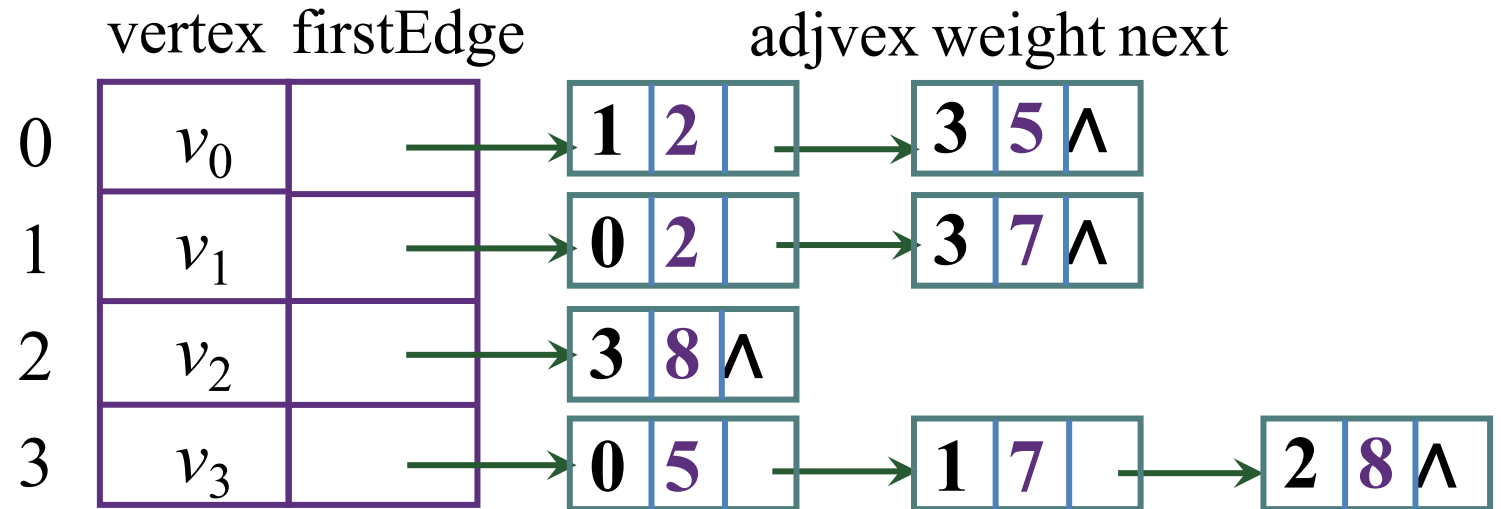 vertex firstEdge adjvex weight next
0 v₀ 1 2 3 5 ∧
1 v₁ 0 2 3 7 ∧
2 v₂ 3 8 ∧
3 v₃ 0 5 1 7 2 8 ∧